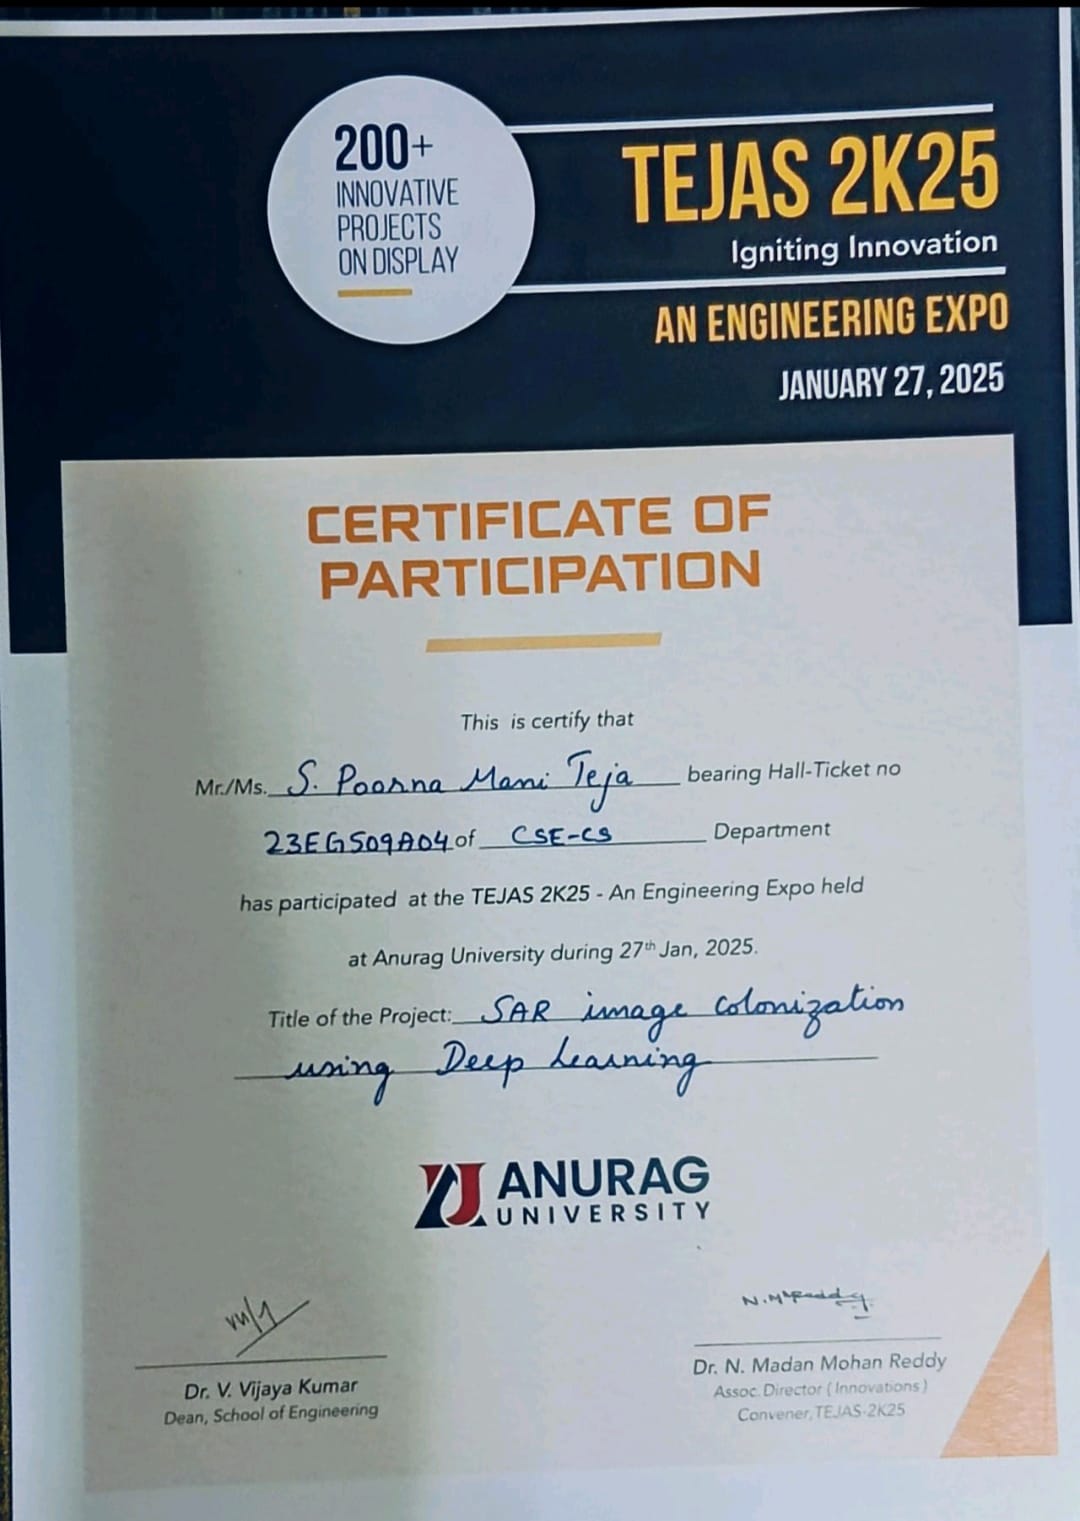 200+
INNOVATIVE
PROJECTS
ON DISPLAY
TEJAS 2K25
Igniting Innovation
AN ENGINEERING EXPO
JANUARY 27, 2025
CERTIFICATE OF
PARTICIPATION
This is certify that
Mr./Ms. S. Poorna Mani Teja bearing Hall-Ticket no
23EG509A04 of CSE-CS Department
has participated at the TEJAS 2K25 - An Engineering Expo held
at Anurag University during 27th Jan, 2025.
Title of the Project: SAR image colonization
using Deep Learning
ANURAG
UNIVERSITY
N.M Reddy
Dr. V. Vijaya Kumar
Dean, School of Engineering
Dr. N. Madan Mohan Reddy
Assoc. Director (Innovations)
Convener, TEJAS-2K25